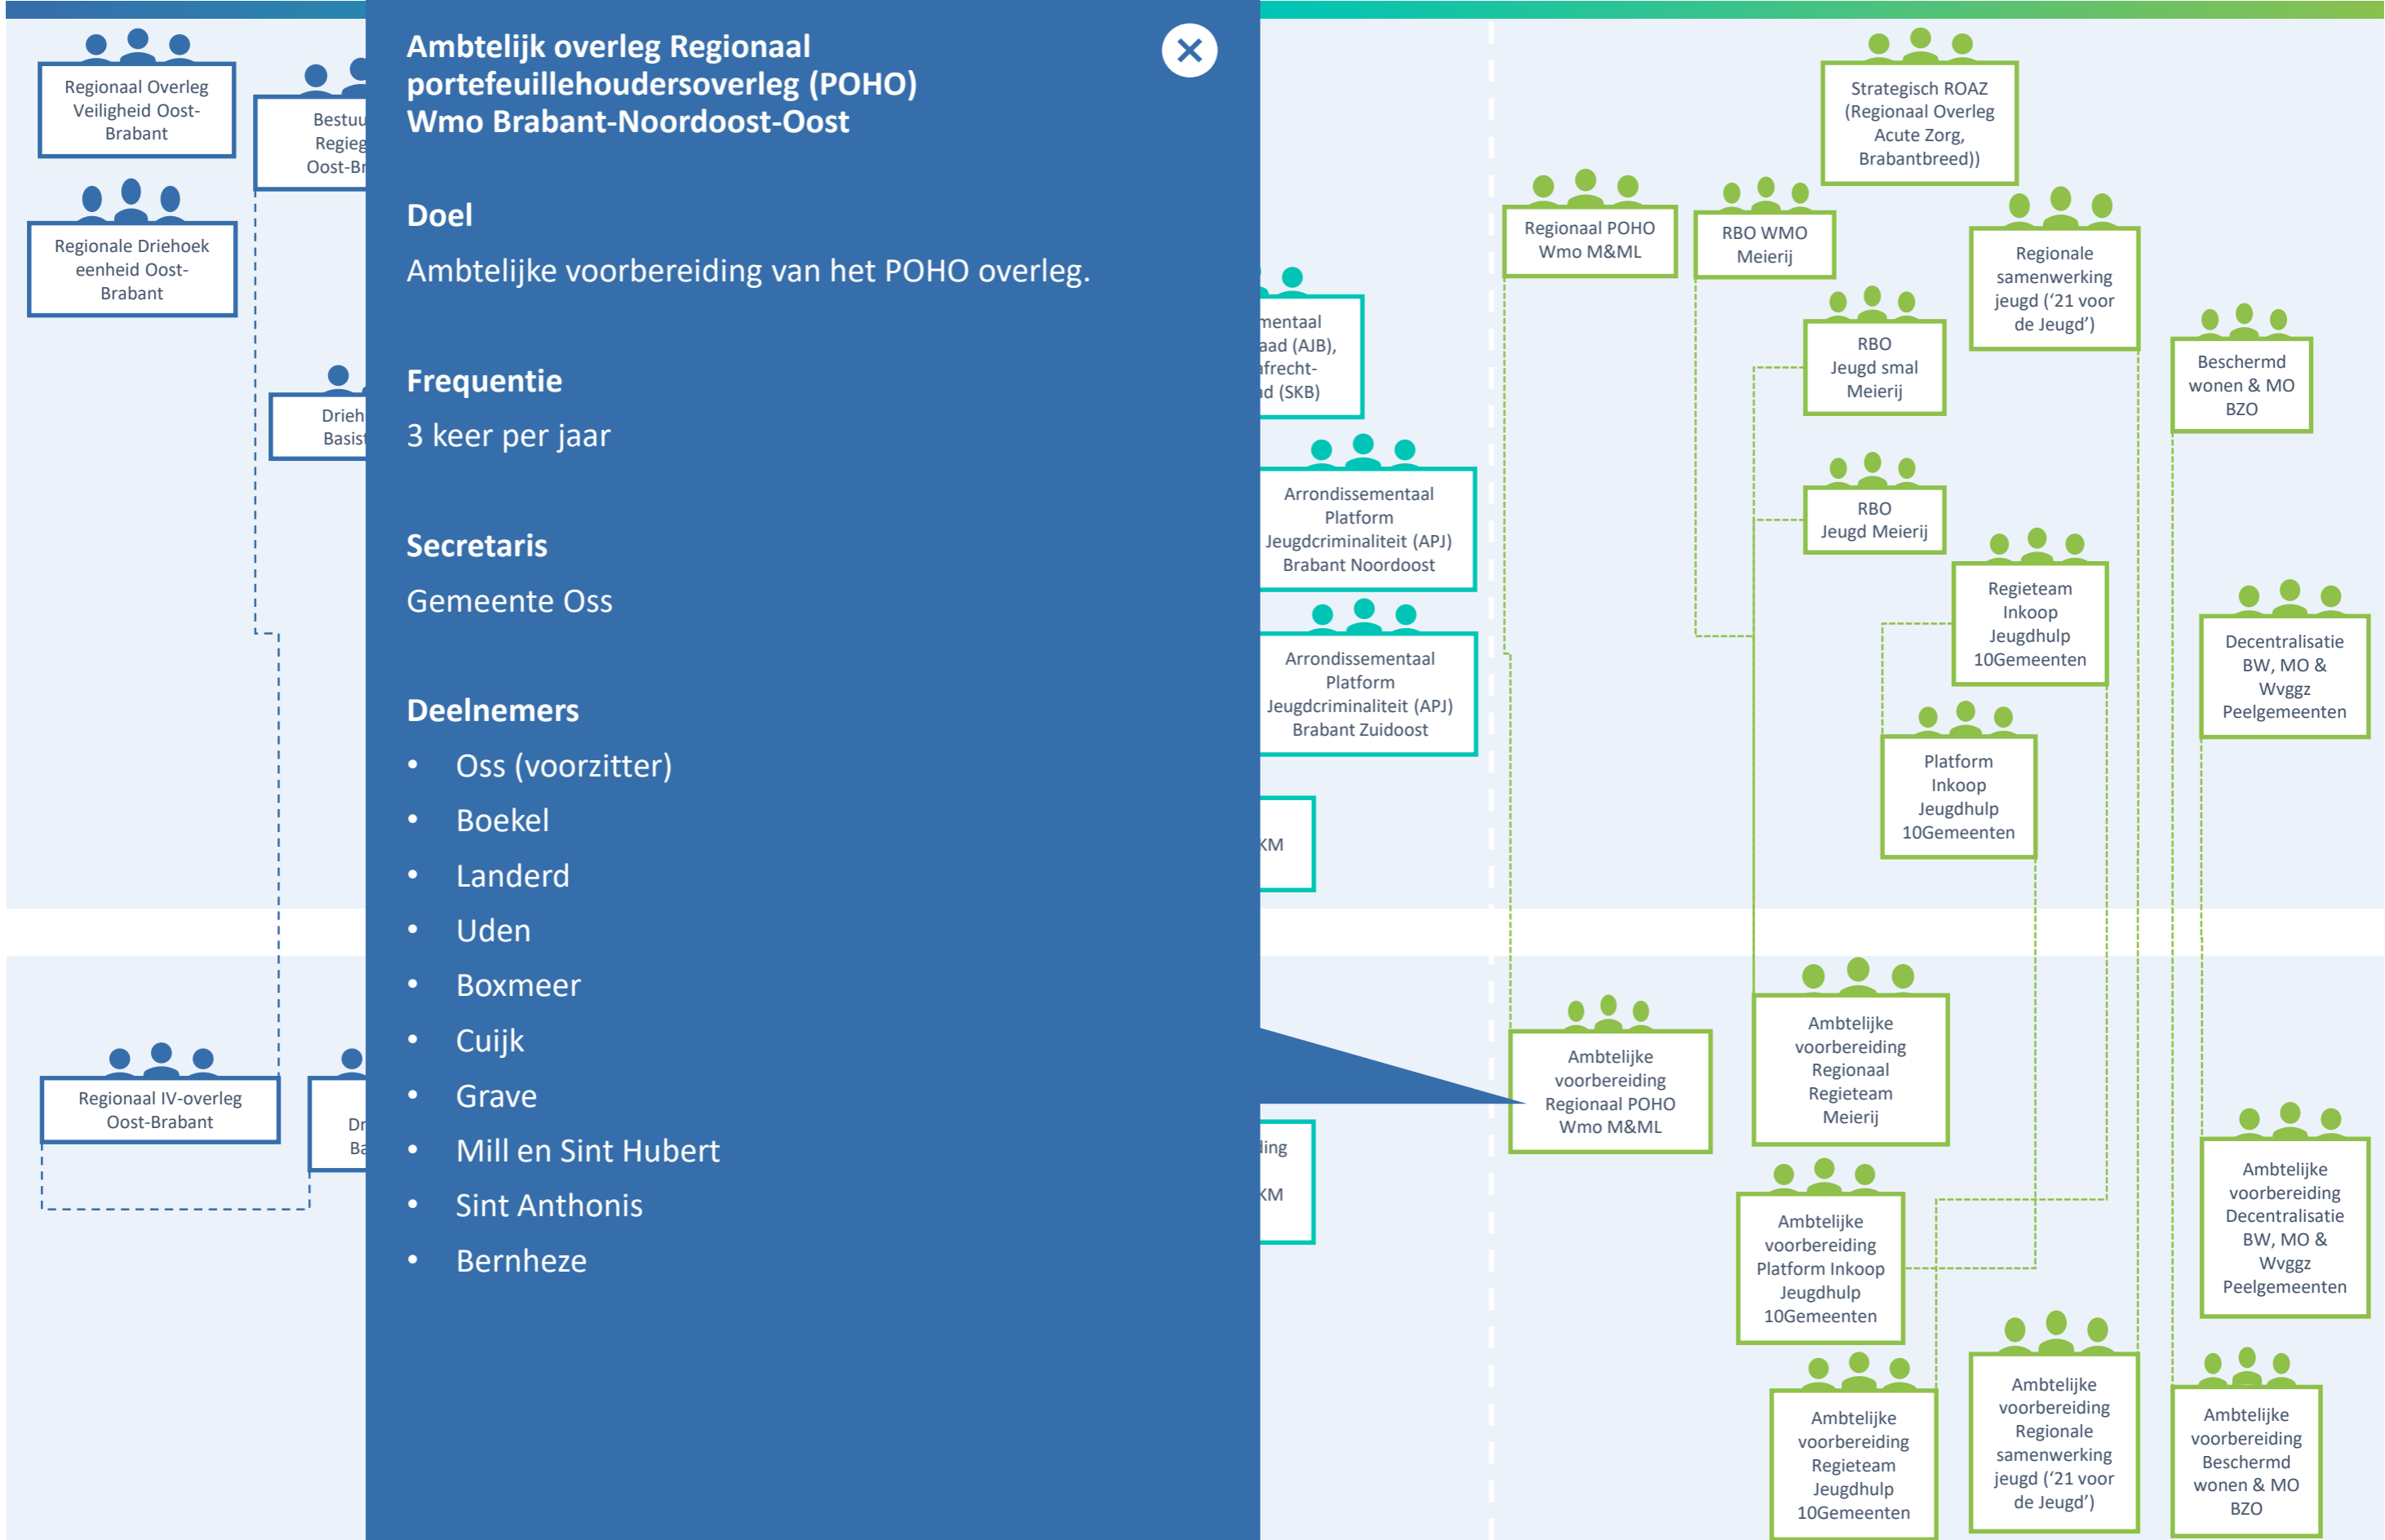 Regionaal Overleg
Veiligheid Oost-
Brabant
Regionale Driehoek
eenheid Oost-
Brabant
Regionaal IV-overleg
Oost-Brabant
Ambtelijk overleg Regionaal
portefeuillehoudersoverleg (POHO)
Wmo Brabant-Noordoost-Oost
Doel
Ambtelijke voorbereiding van het POHO overleg.
Frequentie
3 keer per jaar
Secretaris
Gemeente Oss
Deelnemers
• Oss (voorzitter)
• Boekel
• Landerd
• Uden
• Boxmeer
• Cuijk
• Grave
• Mill en Sint Hubert
• Sint Anthonis
• Bernheze
(AJB),
(SKB)
Arrondissementaal
Platform
Jeugdcriminaliteit (APJ)
Brabant Noordoost
Arrondissementaal
Platform
Jeugdcriminaliteit (APJ)
Brabant Zuidoost
Strategisch ROAZ
(Regionaal Overleg
Acute Zorg,
Brabantbreed))
Regionaal POHO
Wmo M&ML
RBO WMO
Meierij
Regionale
samenwerking
jeugd (‘21 voor
de Jeugd’)
RBO
Jeugd smal
Meierij
Beschermd
wonen & MO
BZO
RBO
Jeugd Meierij
Regieteam
Inkoop
Jeugdhulp
10Gemeenten
Decentralisatie
BW, MO &
Wvggz
Peelgemeenten
Platform
Inkoop
Jeugdhulp
10Gemeenten
Ambtelijke
voorbereiding
Regionaal POHO
Wmo M&ML
Ambtelijke
voorbereiding
Regionaal
Regieteam
Meierij
Ambtelijke
voorbereiding
Decentralisatie
BW, MO &
Wvggz
Peelgemeenten
Ambtelijke
voorbereiding
Platform Inkoop
Jeugdhulp
10Gemeenten
Ambtelijke
voorbereiding
Regieteam
Jeugdhulp
10Gemeenten
Ambtelijke
voorbereiding
Regionale
samenwerking
jeugd (‘21 voor
de Jeugd’)
Ambtelijke
voorbereiding
Beschermd
wonen & MO
BZO